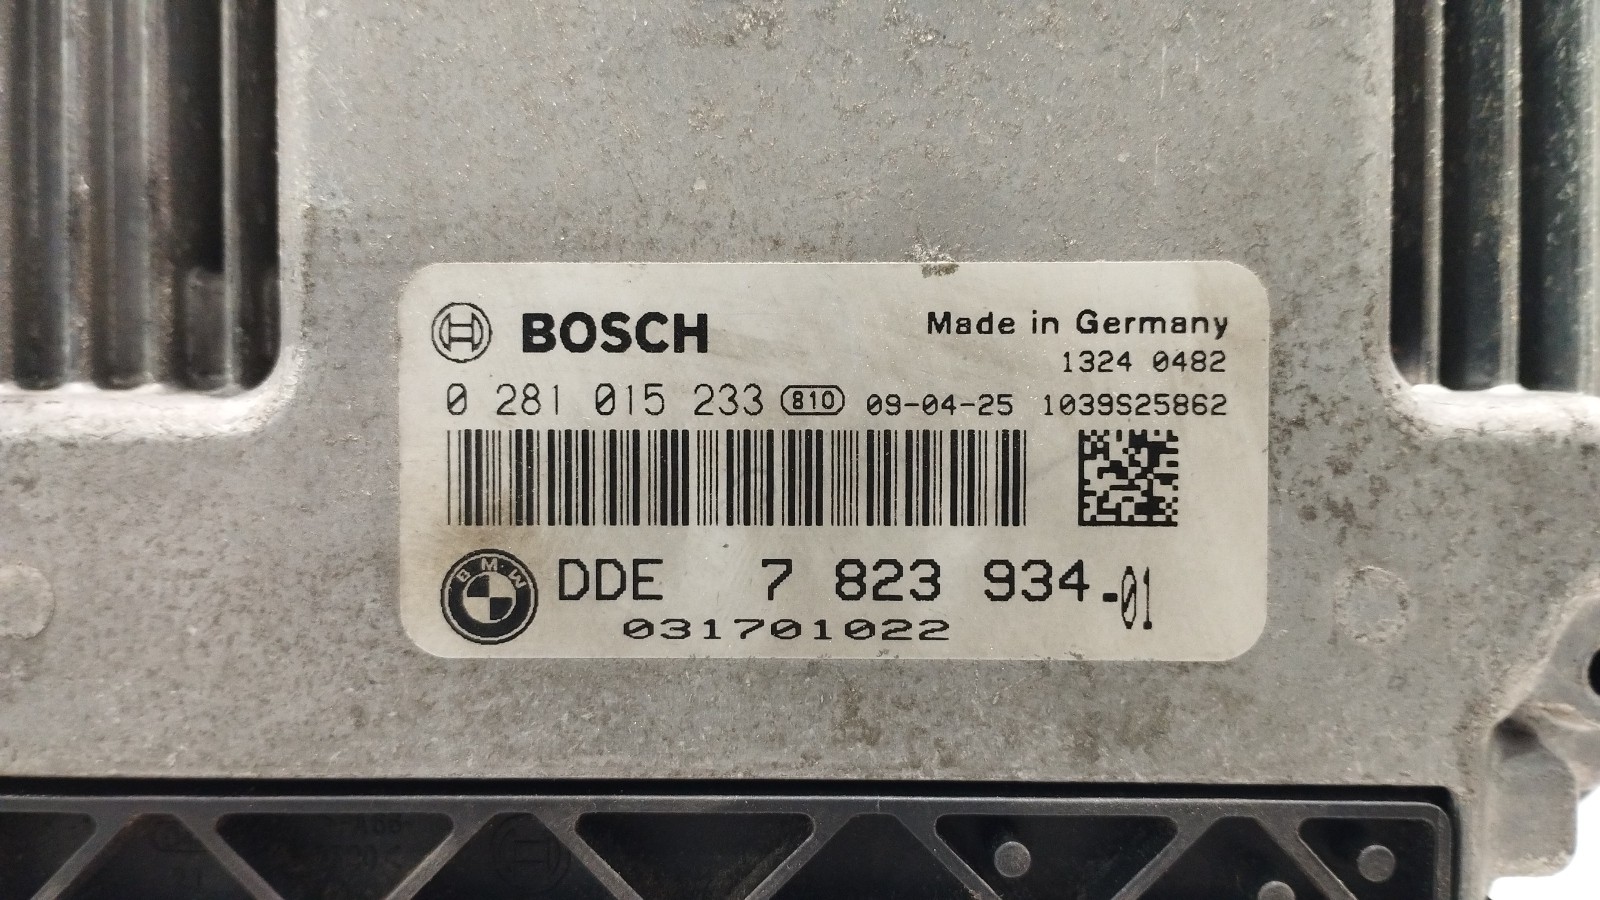 BOSCH
Made in Germany
1324 0482
0 281 015 233 810 09-04-25 1039S25862
BMW DDE 7 823 934-01
031701022